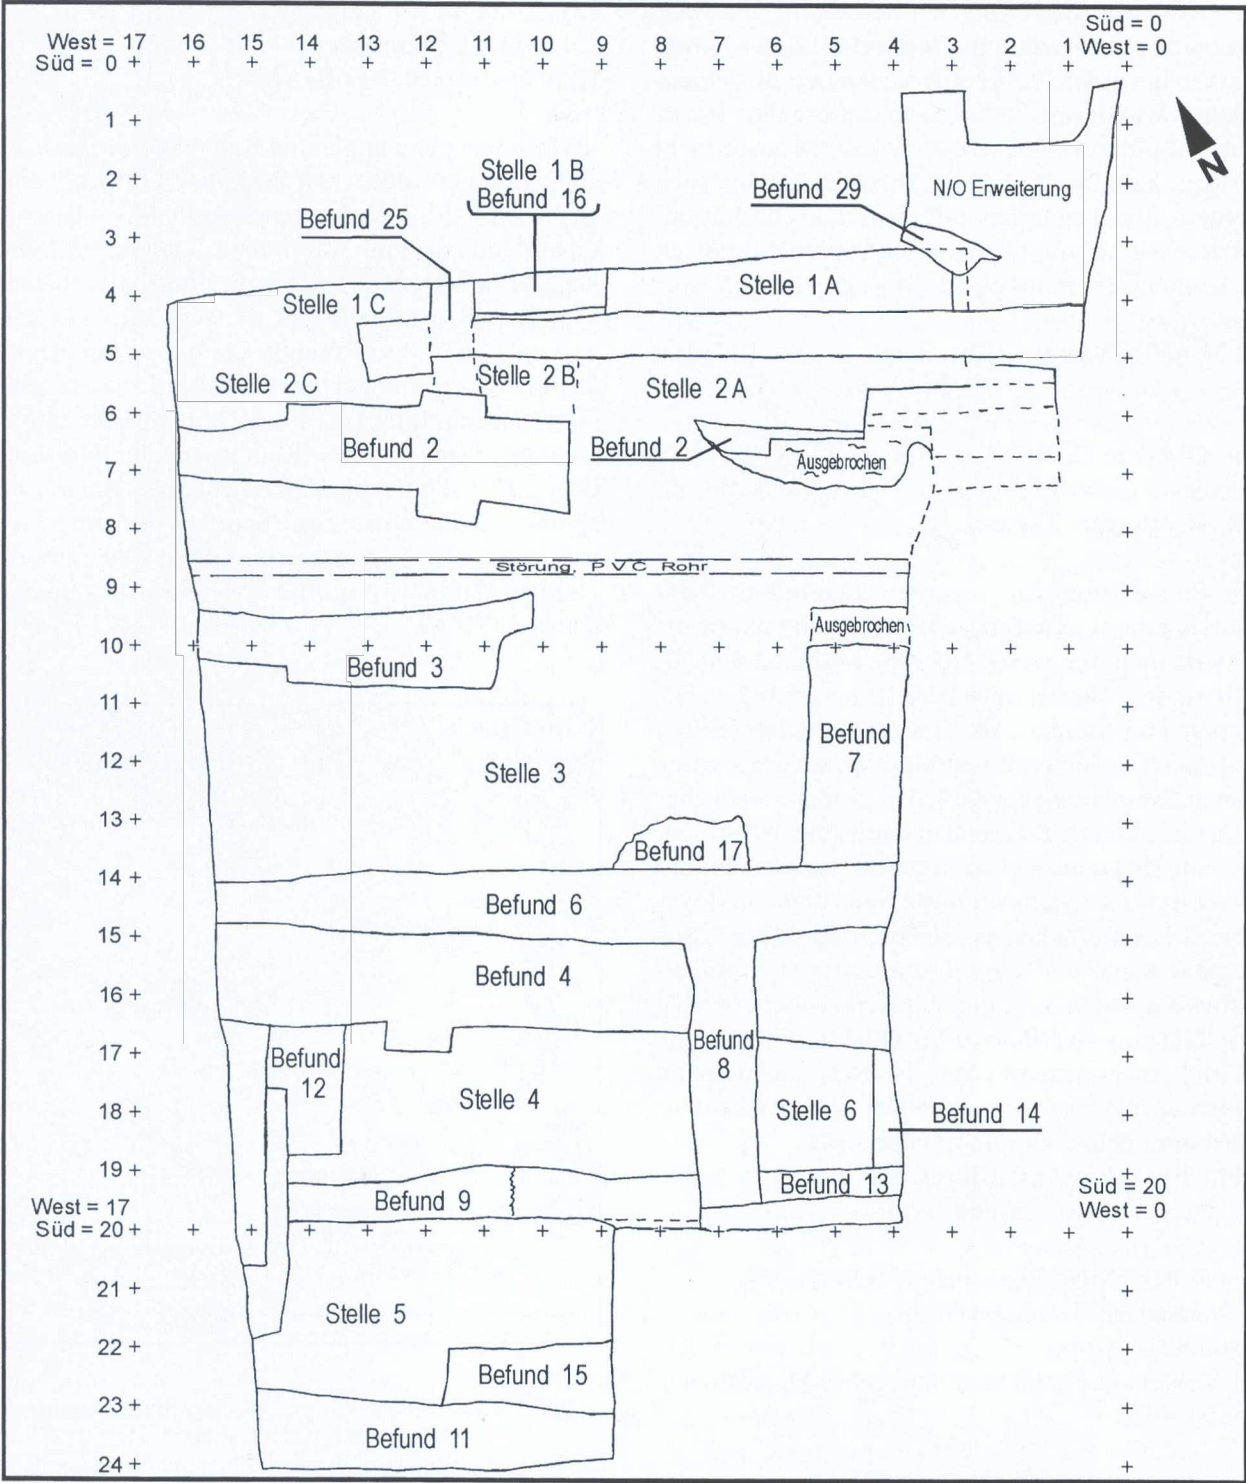 Süd = 0
West = 17 16 15 14 13 12 11 10 9 8 7 6 5 4 3 2 West = 0
Süd = 0
1
N
2
Stelle 1 B
Befund 16
Befund 29
N/O Erweiterung
Befund 25
3
4
Stelle 1 C
Stelle 1 A
5
Stelle 2 C
Stelle 2 B
Stelle 2 A
6
Befund 2
Befund 2
Ausgebrochen
7
8
Störung, PVC Rohr
9
Ausgebrochen
10
Befund 3
11
Befund
7
12
Stelle 3
13
Befund 17
14
Befund 6
15
Befund 4
16
17
Befund
12
Befund
8
18
Stelle 4
Stelle 6
Befund 14
19
Befund 9
Befund 13
West = 17
Süd = 20
Süd = 20
West = 0
21
Stelle 5
22
Befund 15
23
Befund 11
24